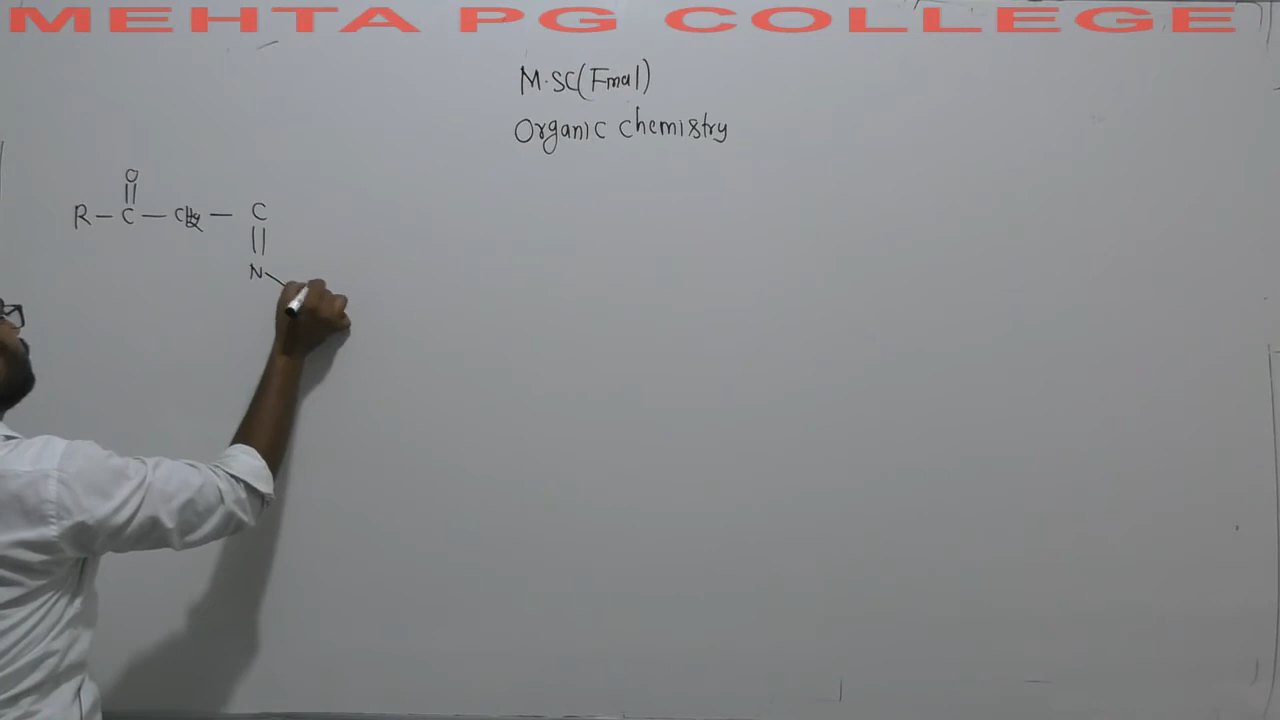 MEHTA PG COLLEGE
M.SC(Final)
Organic chemistry
O
||
R — C — CH2 — C
||
N